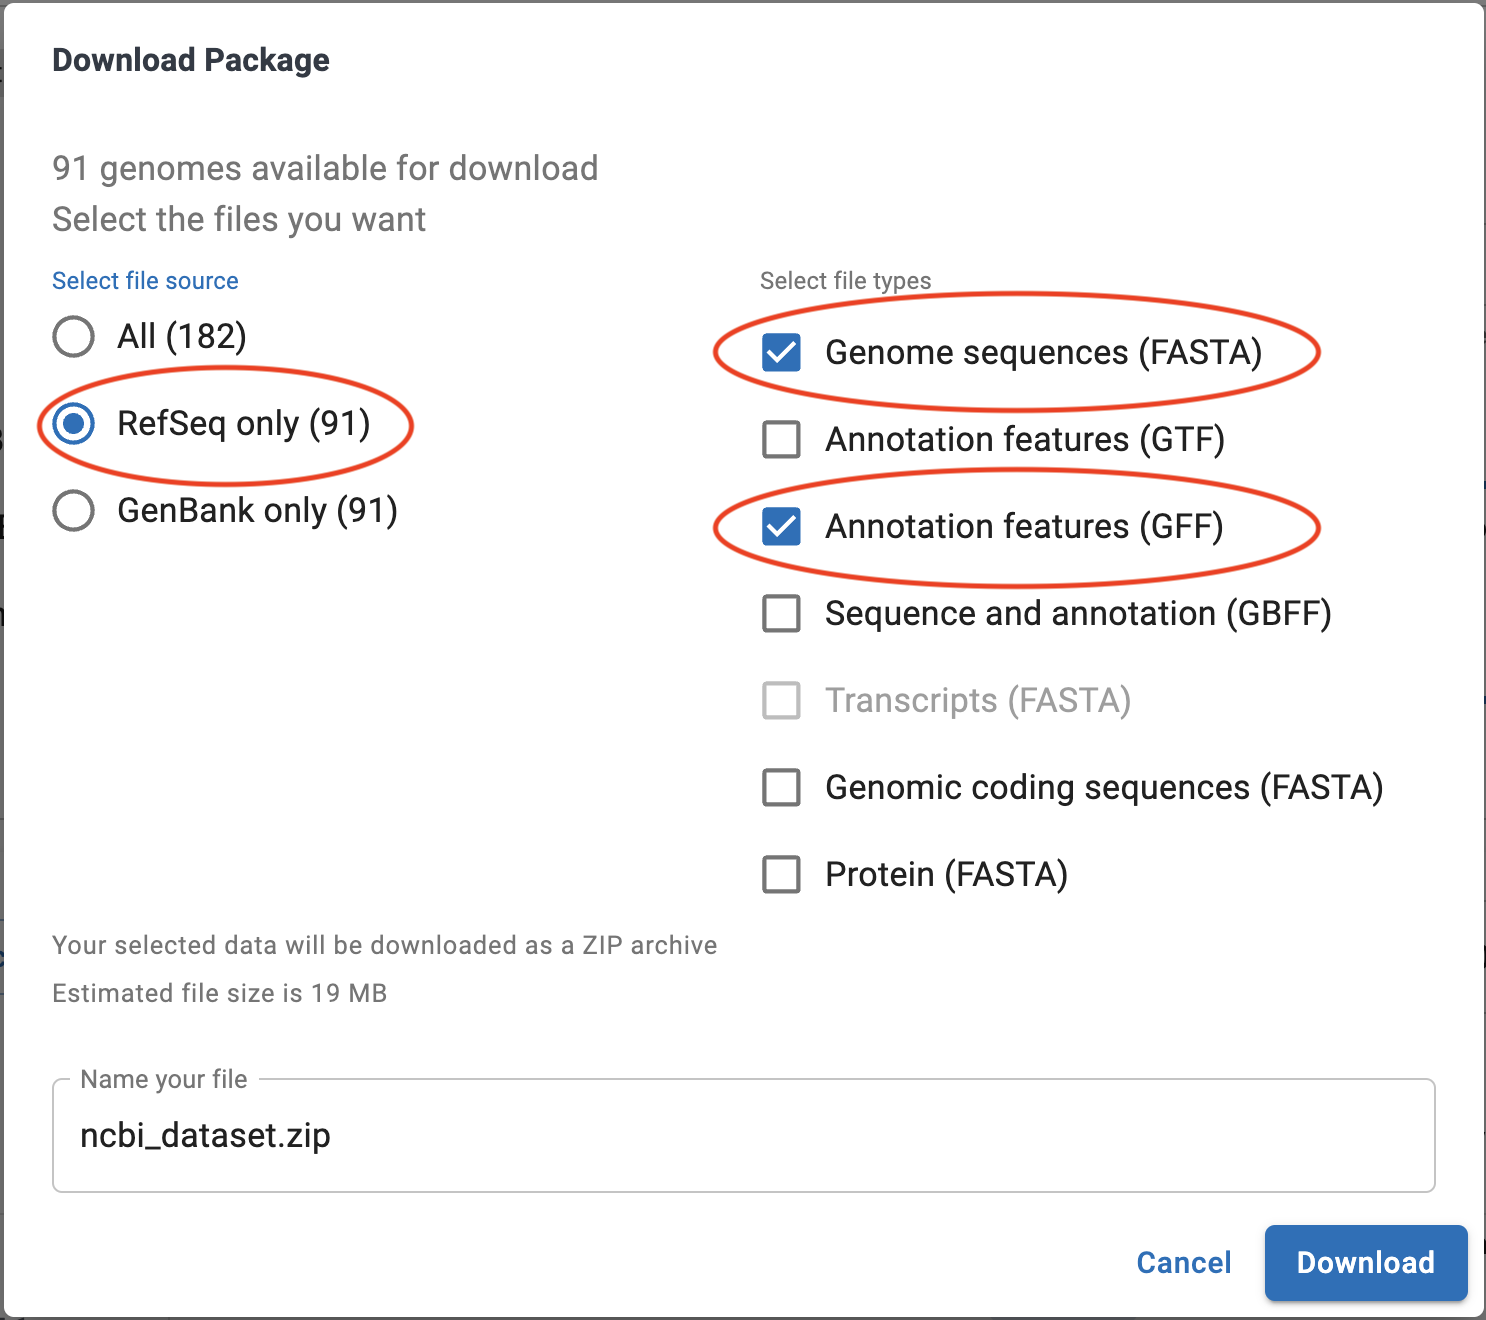 Download Package
91 genomes available for download
Select the files you want
Select file source
All (182)
RefSeq only (91)
GenBank only (91)
Select file types
Genome sequences (FASTA)
Annotation features (GTF)
Annotation features (GFF)
Sequence and annotation (GBFF)
Transcripts (FASTA)
Genomic coding sequences (FASTA)
Protein (FASTA)
Your selected data will be downloaded as a ZIP archive
Estimated file size is 19 MB
Name your file
ncbi_dataset.zip
Cancel
Download